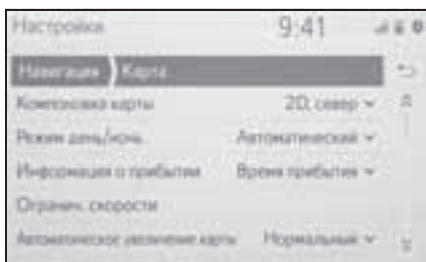 Настройки 9:41
Навигация Карта
Компоновка карты 2D, север
Режим день/ночь Автоматический
Информация о прибытии Время прибытия
Огранич. скорости
Автоматическое увеличение карты Нормальный